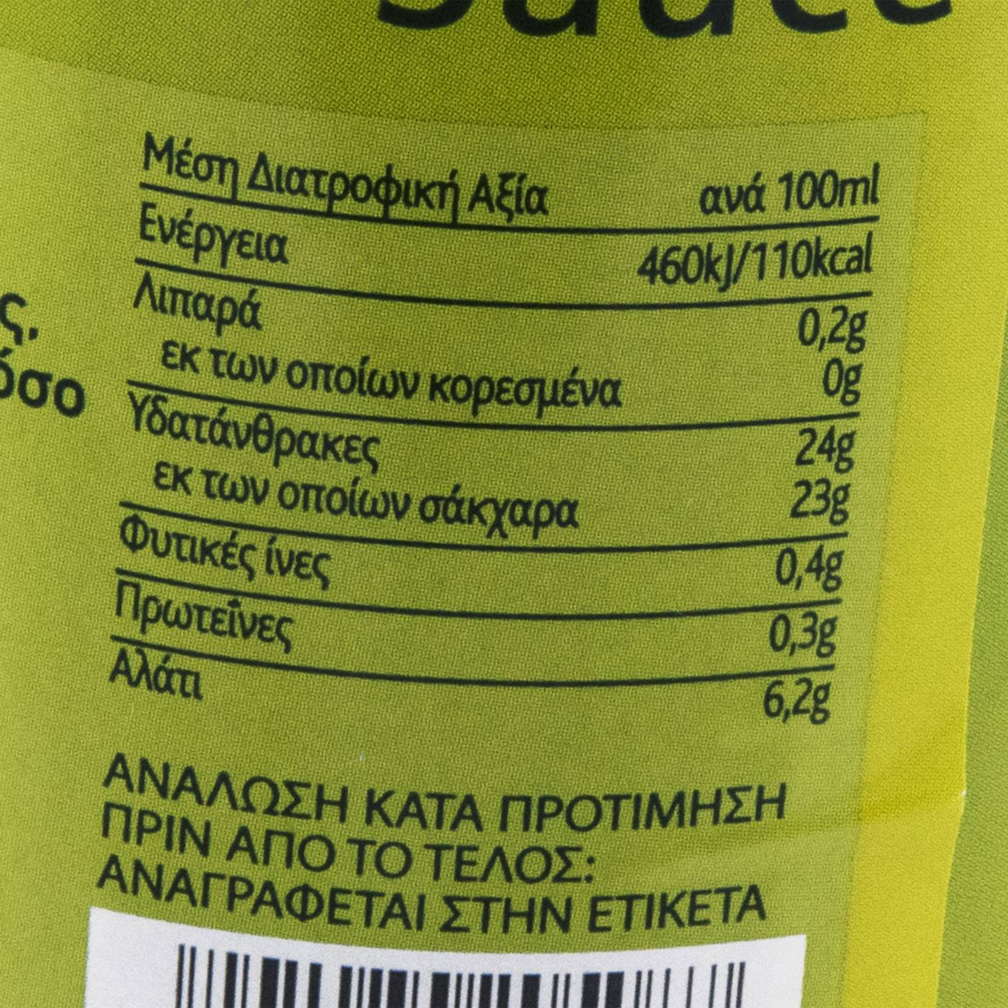 Sauce
ς.
όσο
Μέση Διατροφική Αξία ανά 100ml
Ενέργεια 460kJ/110kcal
Λιπαρά 0,2g
εκ των οποίων κορεσμένα 0g
Υδατάνθρακες 24g
εκ των οποίων σάκχαρα 23g
Φυτικές ίνες 0,4g
Πρωτεΐνες 0,3g
Αλάτι 6,2g
ΑΝΑΛΩΣΗ ΚΑΤΑ ΠΡΟΤΙΜΗΣΗ
ΠΡΙΝ ΑΠΟ ΤΟ ΤΕΛΟΣ:
ΑΝΑΓΡΑΦΕΤΑΙ ΣΤΗΝ ΕΤΙΚΕΤΑ